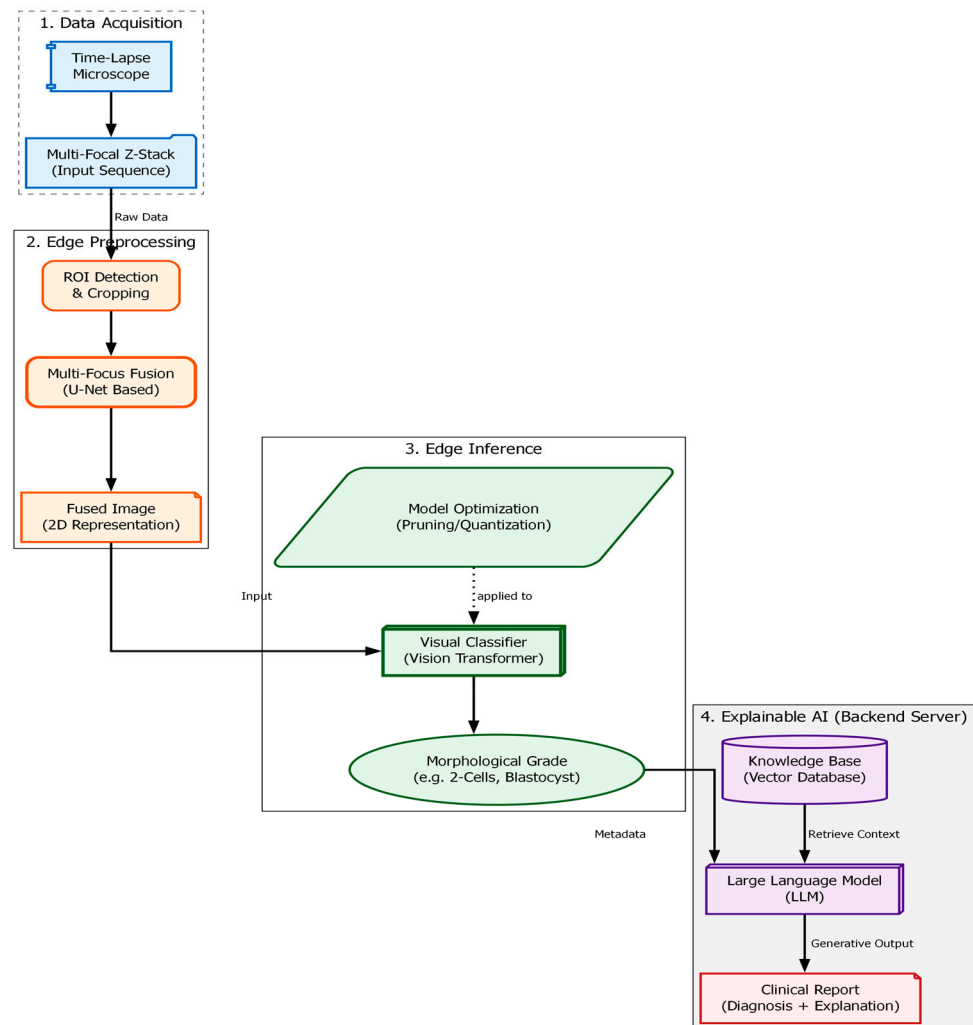 1. Data Acquisition
Time-Lapse
Microscope
Multi-Focal Z-Stack
(Input Sequence)
Raw Data
2. Edge Preprocessing
ROI Detection
& Cropping
Multi-Focus Fusion
(U-Net Based)
Fused Image
(2D Representation)
3. Edge Inference
Model Optimization
(Pruning/Quantization)
Input
applied to
Visual Classifier
(Vision Transformer)
Morphological Grade
(e.g. 2-Cells, Blastocyst)
Metadata
4. Explainable AI (Backend Server)
Knowledge Base
(Vector Database)
Retrieve Context
Large Language Model
(LLM)
Generative Output
Clinical Report
(Diagnosis + Explanation)